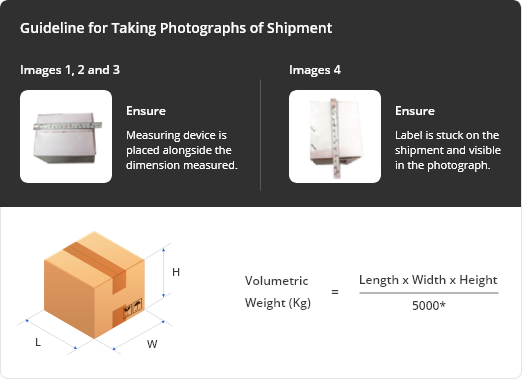 Guideline for Taking Photographs of Shipment
Images 1, 2 and 3
Ensure
Measuring device is
placed alongside the
dimension measured.
Images 4
Ensure
Label is stuck on the
shipment and visible
in the photograph.
H
L
W
Volumetric
Weight (Kg)
=
Length x Width x Height
5000*